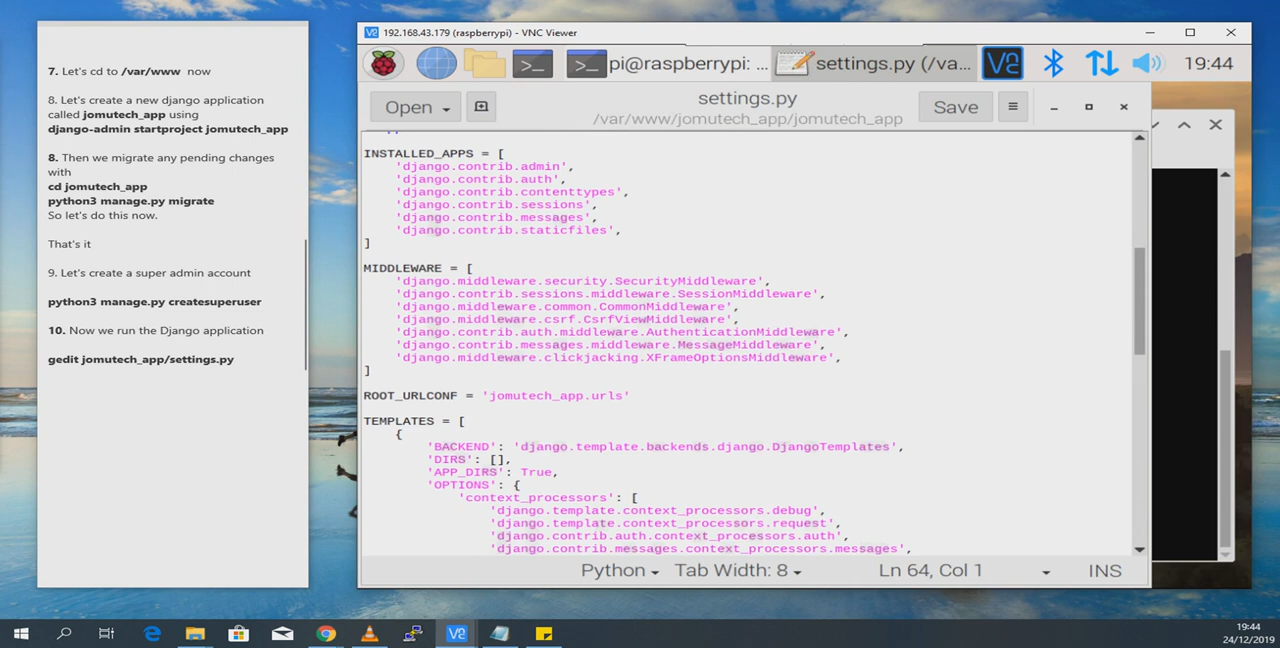 7. Let's cd to /var/www now
8. Let's create a new django application
called jomutech_app using
django-admin startproject jomutech_app
8. Then we migrate any pending changes
with
cd jomutech_app
python3 manage.py migrate
So let's do this now.
That's it
9. Let's create a super admin account
python3 manage.py createsuperuser
10. Now we run the Django application
gedit jomutech_app/settings.py
192.168.43.179 (raspberrypi) - VNC Viewer
pi@raspberrypi: ...
settings.py (/va...
19:44
Open
settings.py
/var/www/jomutech_app/jomutech_app
Save
INSTALLED_APPS = [
'django.contrib.admin',
'django.contrib.auth',
'django.contrib.contenttypes',
'django.contrib.sessions',
'django.contrib.messages',
'django.contrib.staticfiles',
]
MIDDLEWARE = [
'django.middleware.security.SecurityMiddleware',
'django.contrib.sessions.middleware.SessionMiddleware',
'django.middleware.common.CommonMiddleware',
'django.middleware.csrf.CsrfViewMiddleware',
'django.contrib.auth.middleware.AuthenticationMiddleware',
'django.contrib.messages.middleware.MessageMiddleware',
'django.middleware.clickjacking.XFrameOptionsMiddleware',
]
ROOT_URLCONF = 'jomutech_app.urls'
TEMPLATES = [
{
'BACKEND': 'django.template.backends.django.DjangoTemplates',
'DIRS': [],
'APP_DIRS': True,
'OPTIONS': {
'context_processors': [
'django.template.context_processors.debug',
'django.template.context_processors.request',
'django.contrib.auth.context_processors.auth',
'django.contrib.messages.context_processors.messages',
Python
Tab Width: 8
Ln 64, Col 1
INS
19:44
24/12/2019